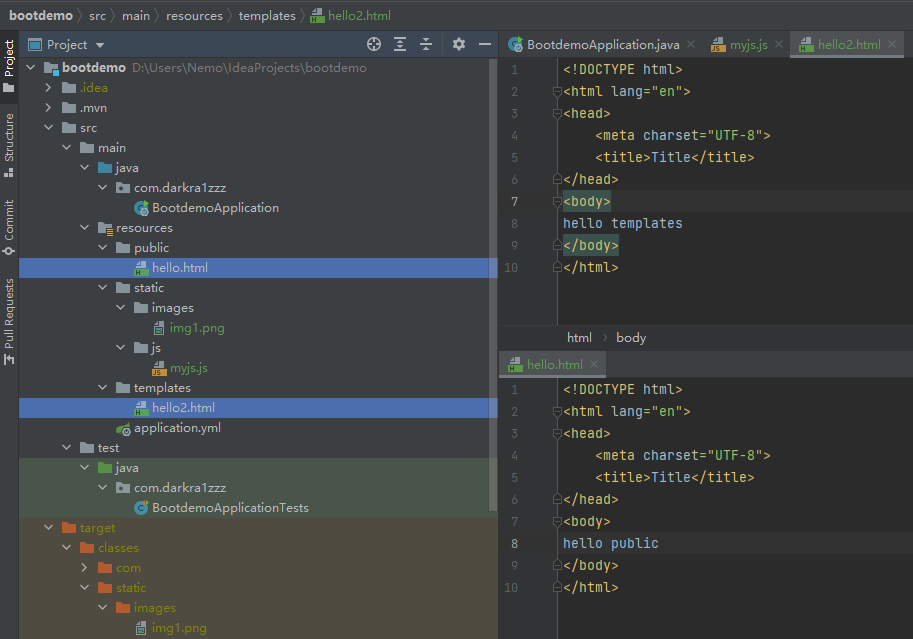 bootdemo src main resources templates hello2.html
Project
Structure
Commit
Pull Requests
Project
bootdemo D:\Users\Nemo\IdeaProjects\bootdemo
.idea
.mvn
src
main
java
com.darkra1zzz
BootdemoApplication
resources
public
hello.html
static
images
img1.png
js
myjs.js
templates
hello2.html
application.yml
test
java
com.darkra1zzz
BootdemoApplicationTests
target
classes
com
static
images
img1.png
BootdemoApplication.java myjs.js hello2.html
1 <!DOCTYPE html>
2 <html lang="en">
3 <head>
4 <meta charset="UTF-8">
5 <title>Title</title>
6 </head>
7 <body>
8 hello templates
9 </body>
10 </html>
html body
hello.html
1 <!DOCTYPE html>
2 <html lang="en">
3 <head>
4 <meta charset="UTF-8">
5 <title>Title</title>
6 </head>
7 <body>
8 hello public
9 </body>
10 </html>